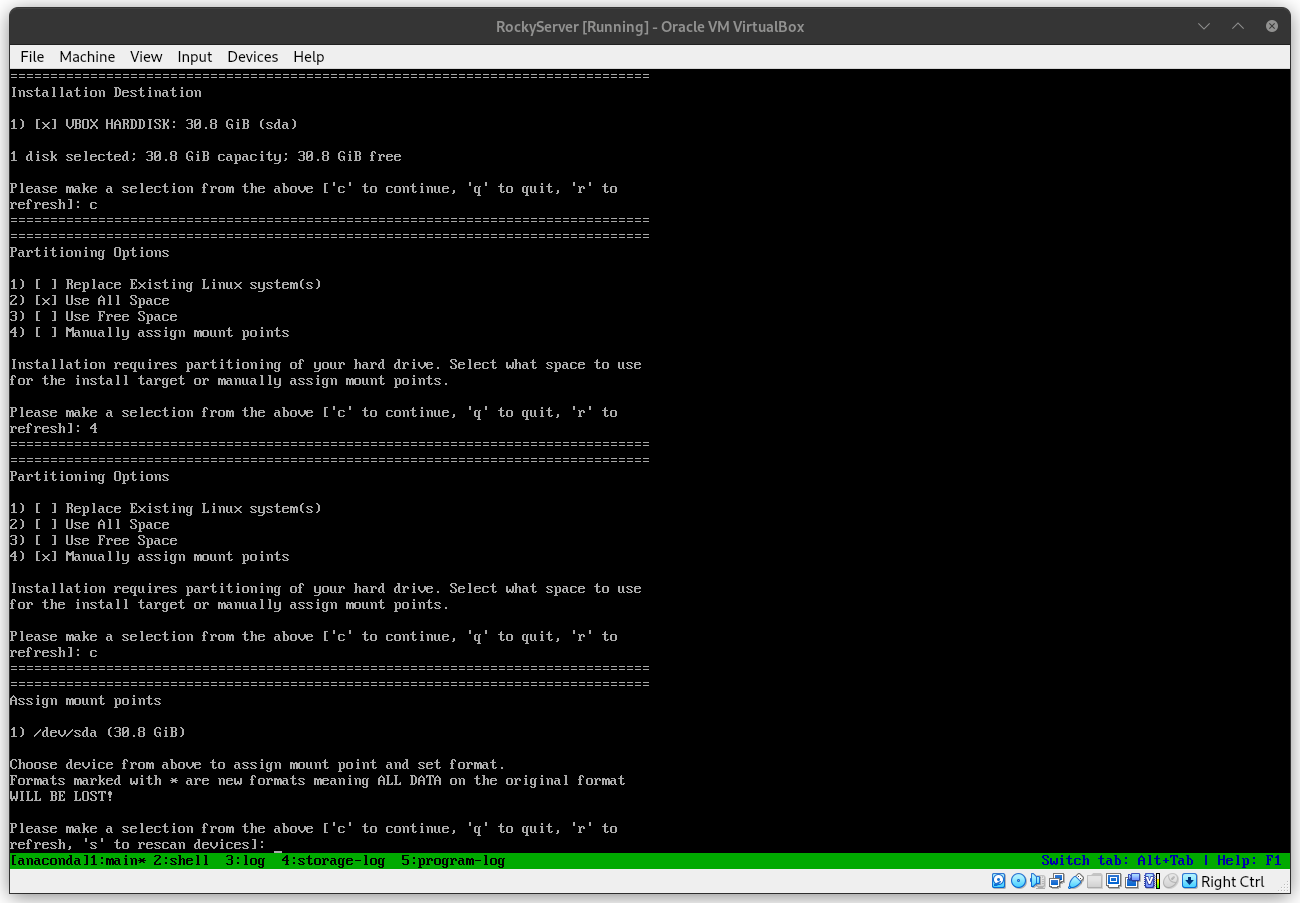 RockyServer [Running] - Oracle VM VirtualBox
File Machine View Input Devices Help
================================================================================
Installation Destination
1) [x] VBOX HARDDISK: 30.8 GiB (sda)
1 disk selected; 30.8 GiB capacity; 30.8 GiB free
Please make a selection from the above ['c' to continue, 'q' to quit, 'r' to
refresh]: c
================================================================================
================================================================================
Partitioning Options
1) [ ] Replace Existing Linux system(s)
2) [x] Use All Space
3) [ ] Use Free Space
4) [ ] Manually assign mount points
Installation requires partitioning of your hard drive. Select what space to use
for the install target or manually assign mount points.
Please make a selection from the above ['c' to continue, 'q' to quit, 'r' to
refresh]: 4
================================================================================
================================================================================
Partitioning Options
1) [ ] Replace Existing Linux system(s)
2) [ ] Use All Space
3) [ ] Use Free Space
4) [x] Manually assign mount points
Installation requires partitioning of your hard drive. Select what space to use
for the install target or manually assign mount points.
Please make a selection from the above ['c' to continue, 'q' to quit, 'r' to
refresh]: c
================================================================================
================================================================================
Assign mount points
1) /dev/sda (30.8 GiB)
Choose device from above to assign mount point and set format.
Formats marked with * are new formats meaning ALL DATA on the original format
WILL BE LOST!
Please make a selection from the above ['c' to continue, 'q' to quit, 'r' to
refresh, 's' to rescan devices]: _
[anaconda]1:main* 2:shell  3:log  4:storage-log  5:program-log Switch tab: Alt+Tab | Help: F1
Right Ctrl